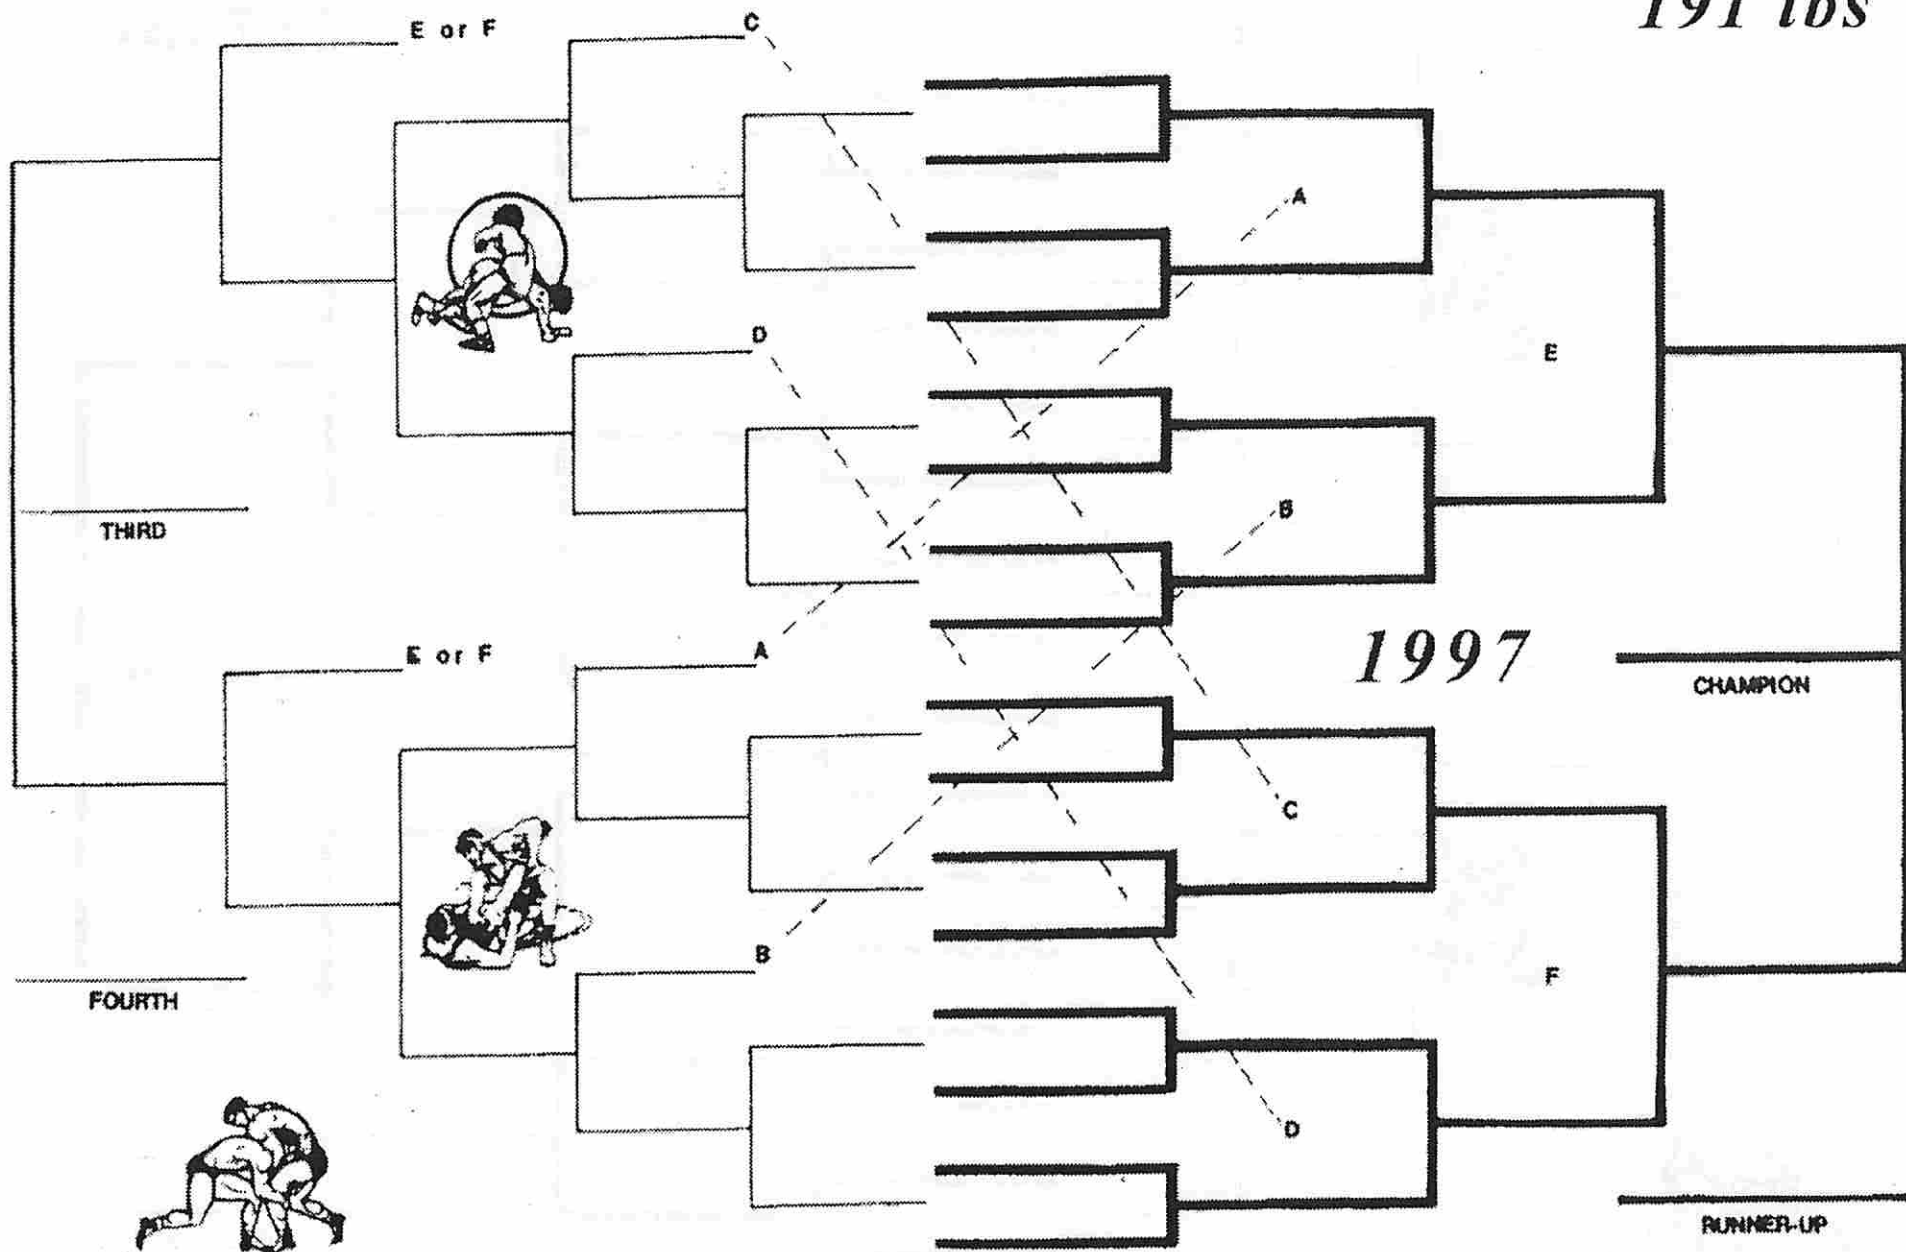 191 lbs
E or F
C
A
D
E
B
THIRD
1997
A
E or F
CHAMPION
C
B
F
FOURTH
D
RUNNER-UP